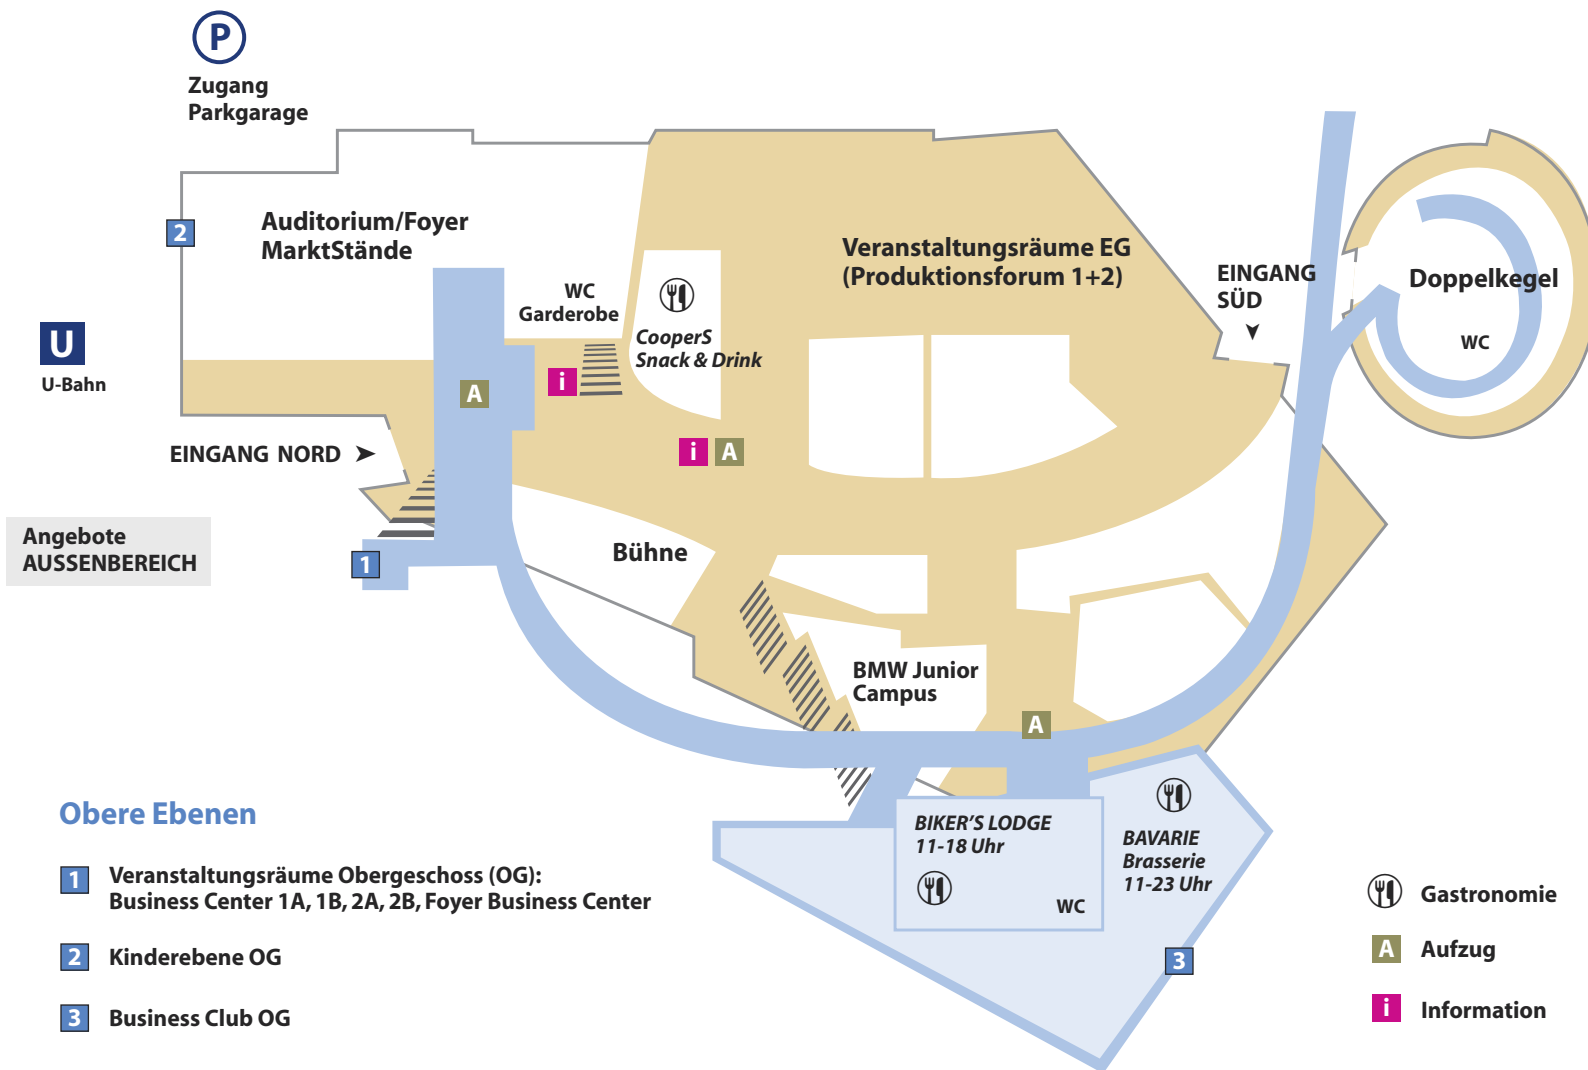 P
Zugang
Parkgarage
Auditorium/Foyer
MarktStände
2
WC
Garderobe
CooperS
Snack & Drink
Veranstaltungsräume EG
(Produktionsforum 1+2)
EINGANG
SÜD
Doppelkegel
WC
U
U-Bahn
A
i
EINGANG NORD
i
A
Angebote
AUSSENBEREICH
1
Bühne
BMW Junior
Campus
A
BIKER'S LODGE
11-18 Uhr
WC
BAVARIE
Brasserie
11-23 Uhr
3
Obere Ebenen
1 Veranstaltungsräume Obergeschoss (OG):
Business Center 1A, 1B, 2A, 2B, Foyer Business Center
2 Kinderebene OG
3 Business Club OG
Gastronomie
A Aufzug
i Information